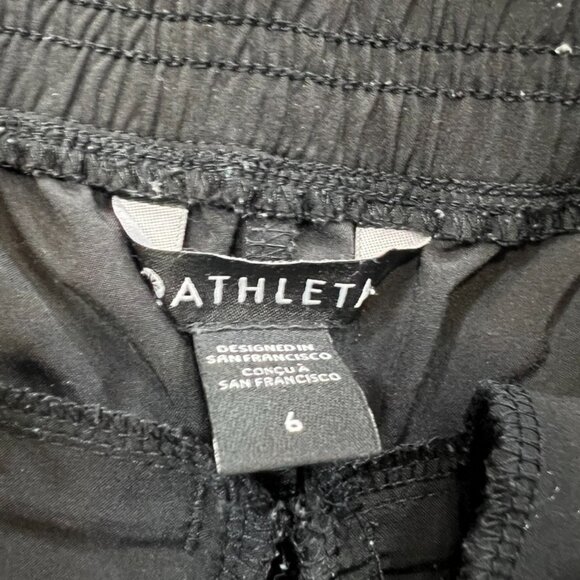 ATHLETA
DESIGNED IN
SAN FRANCISCO
CONÇU À
SAN FRANCISCO
6